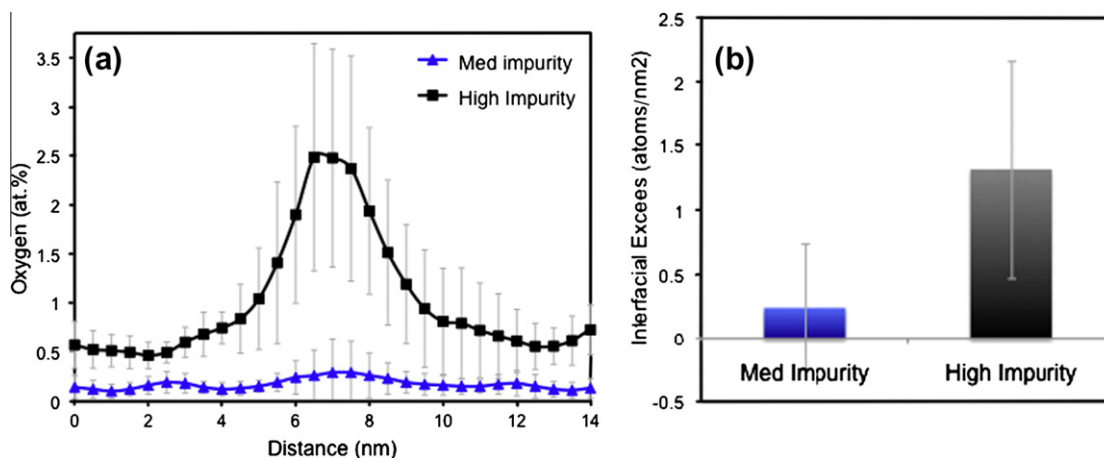 (a)
Med impurity
High Impurity
Oxygen (at.%)
3.5
3
2.5
2
1.5
1
0.5
0
0 2 4 6 8 10 12 14
Distance (nm)
(b)
Inlerfacial Excees (atoms/nm2)
2.5
2
1.5
1
0.5
0
-0.5
Med Impurity High Impurity